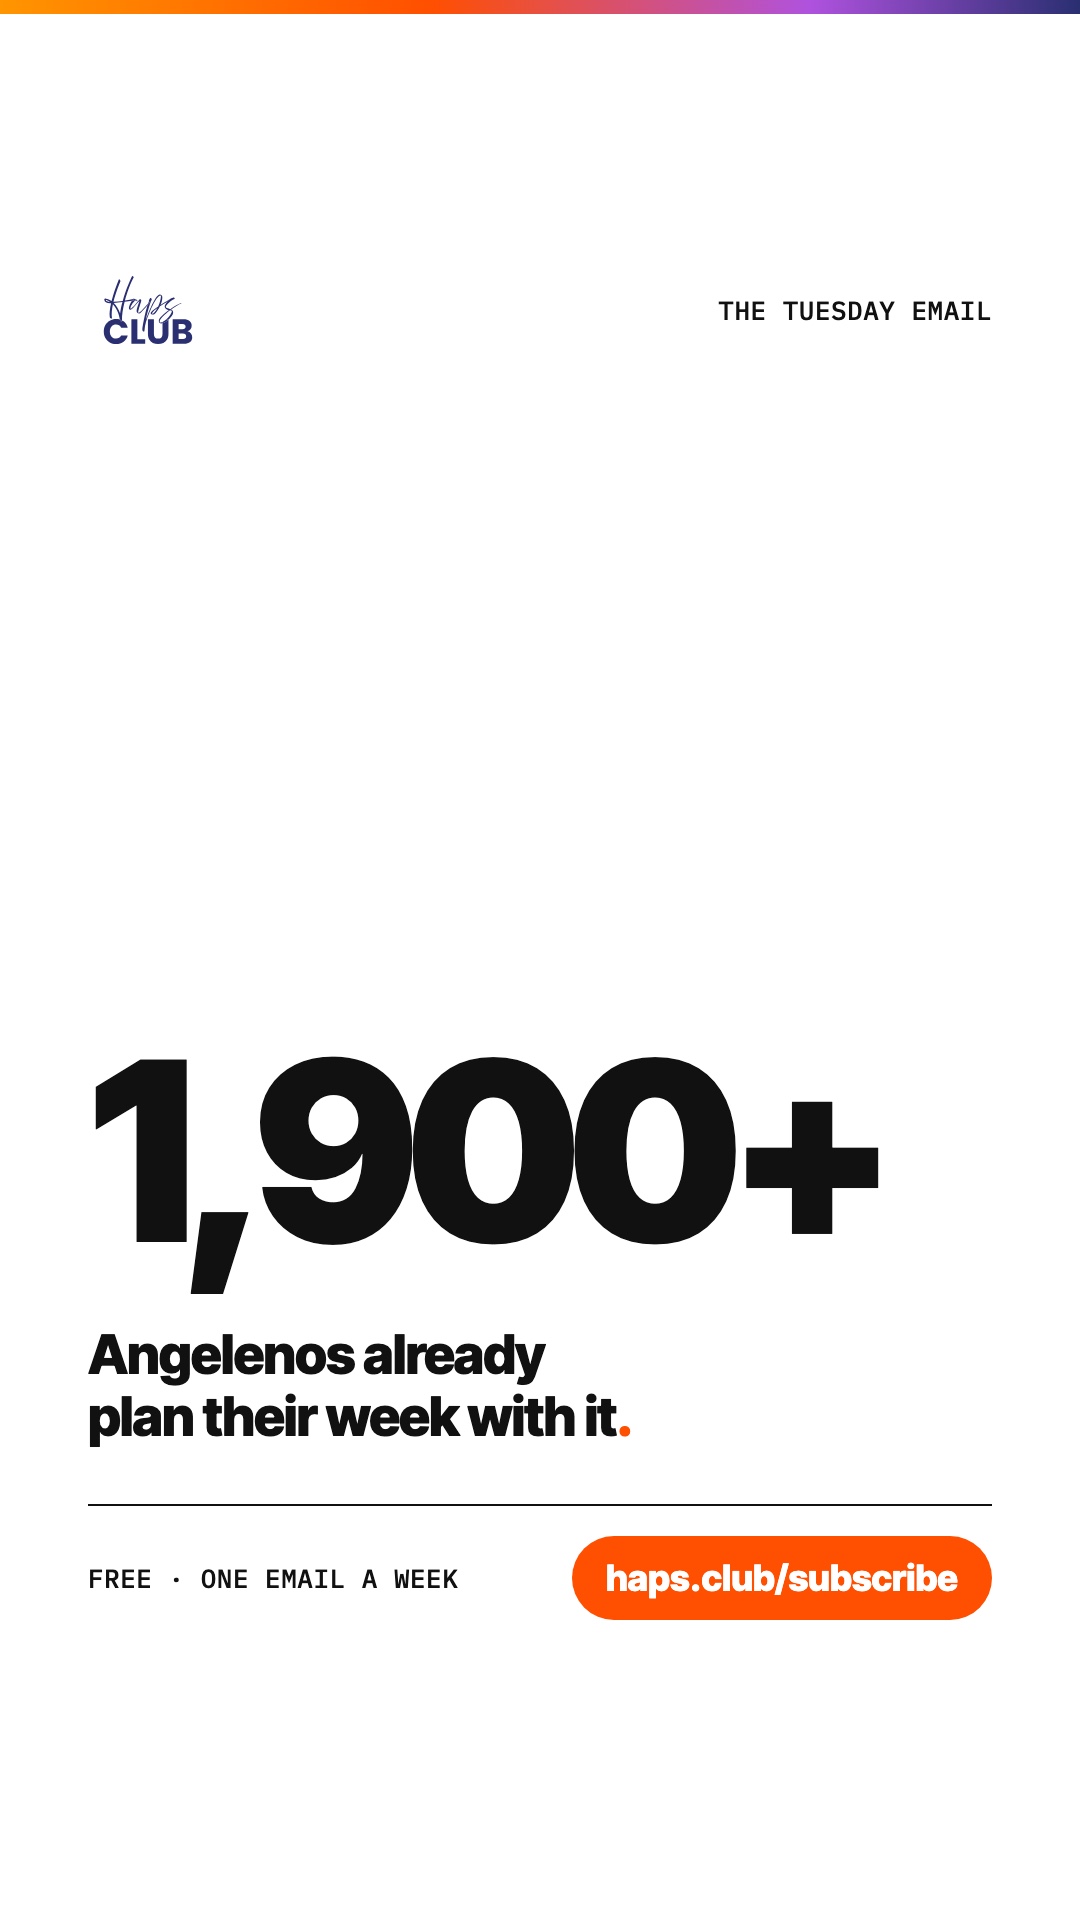 Haps
CLUB
THE TUESDAY EMAIL
1,900+
Angelenos already
plan their week with it.
FREE · ONE EMAIL A WEEK
haps.club/subscribe